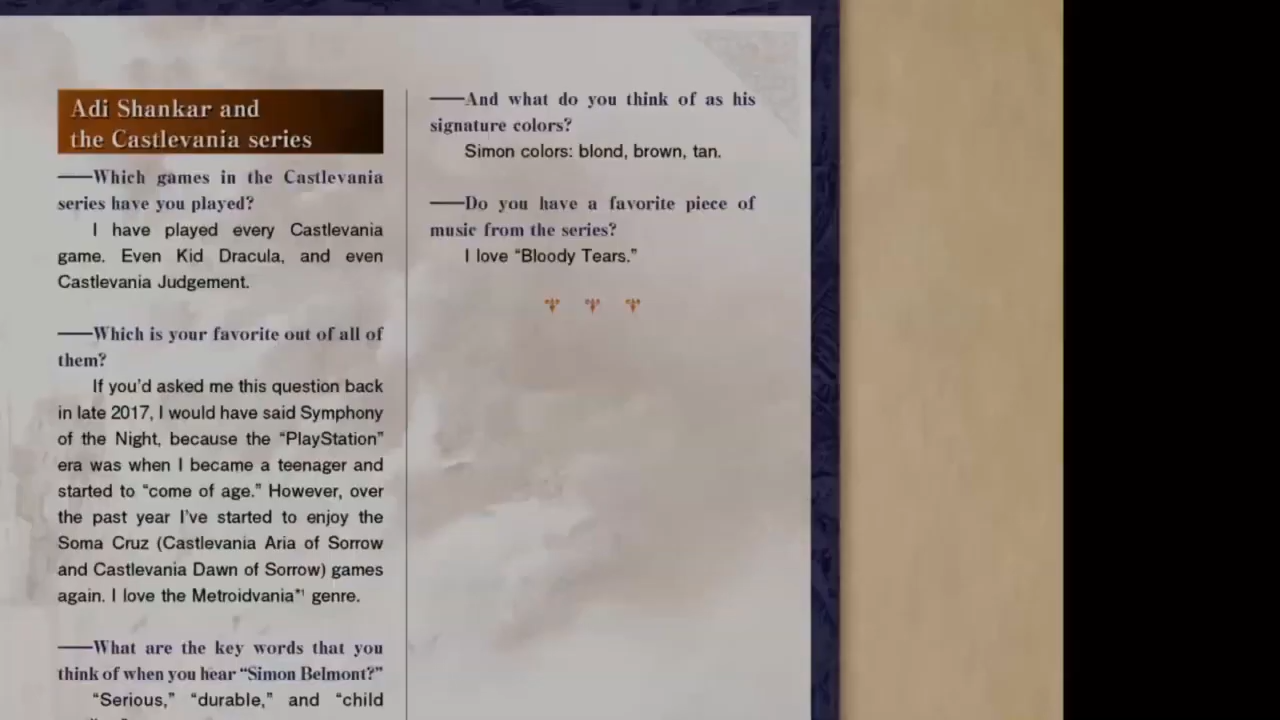 Adi Shankar and
the Castlevania series
——Which games in the Castlevania
series have you played?
I have played every Castlevania
game. Even Kid Dracula, and even
Castlevania Judgement.
——Which is your favorite out of all of
them?
If you’d asked me this question back
in late 2017, I would have said Symphony
of the Night, because the “PlayStation”
era was when I became a teenager and
started to “come of age.” However, over
the past year I’ve started to enjoy the
Soma Cruz (Castlevania Aria of Sorrow
and Castlevania Dawn of Sorrow) games
again. I love the Metroidvania*¹ genre.
——What are the key words that you
think of when you hear “Simon Belmont?”
“Serious,” “durable,” and “child
——And what do you think of as his
signature colors?
Simon colors: blond, brown, tan.
——Do you have a favorite piece of
music from the series?
I love “Bloody Tears.”